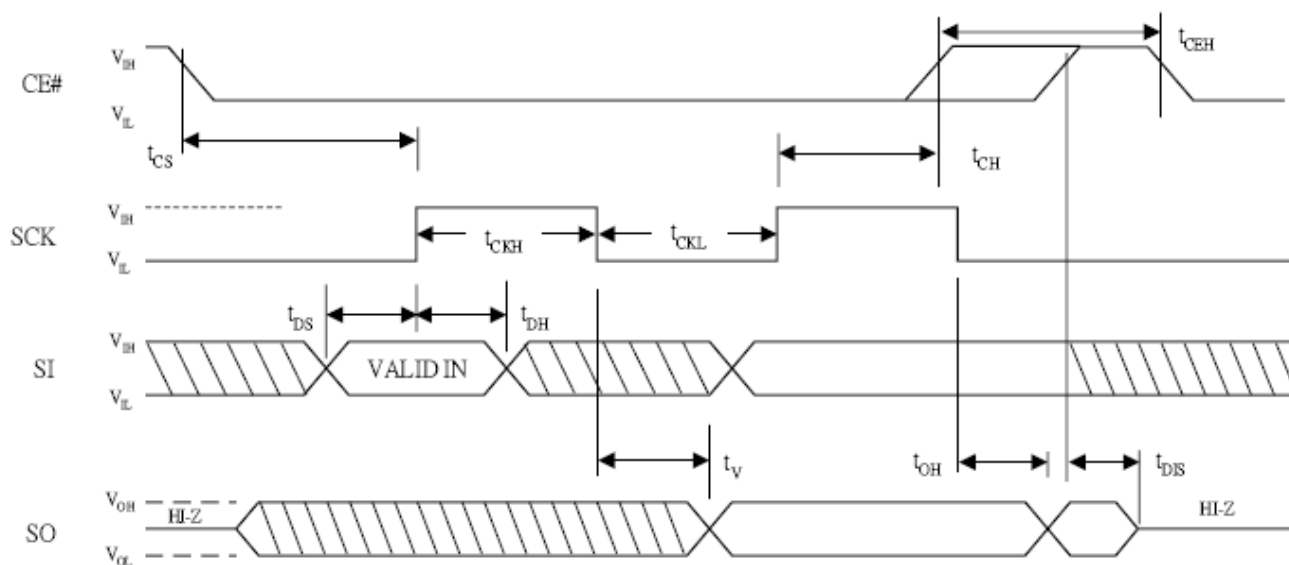 V_IH
CE#
V_IL
t_CS
t_CEH
t_CH
V_IH
SCK
V_IL
t_CKH
t_CKL
t_DS
t_DH
V_IH
SI
V_IL
VALID IN
t_V
t_OH
t_DIS
V_OH
HI-Z
SO
V_OL
HI-Z